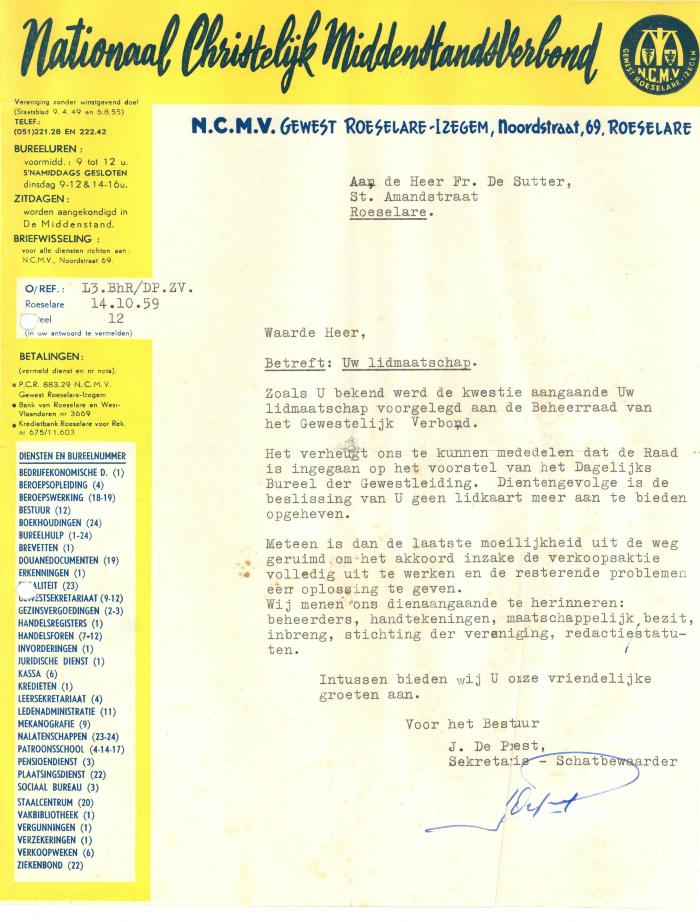 Nationaal Christelijk Middenstandsverbond
N.C.M.V.
GEWEST ROESELARE-IZEGEM
Vereniging zonder winstgevend doel
(Staatsblad 9. 4. 49 en 6.8.55)
TELEF.:
(051)221.28 EN 222.42
BUREELUREN :
voormidd. : 9 tot 12 u.
S'NAMIDDAGS GESLOTEN
dinsdag 9-12 & 14-16u.
ZITDAGEN :
worden aangekondigd in
De Middenstand.
BRIEFWISSELING :
voor alle diensten richten aan :
N.C.M.V., Noordstraat 69.
N.C.M.V. GEWEST ROESELARE-IZEGEM, Noordstraat, 69, ROESELARE
Aan de Heer Fr. De Sutter,
St. Amandstraat
Roeselare.
O/REF.: L3.BhR/DP.ZV.
Roeselare 14.10.59
eel 12
(in uw antwoord te vermelden)
BETALINGEN :
(vermeld dienst en nr nota).
P.C.R. 883.29 N.C.M.V.
Gewest Roeselare-Izegem
Bank van Roeselare en West-
Vlaanderen nr 3669
Kredietbank Roeselare voor Rek.
nr 675/11.603
DIENSTEN EN BUREELNUMMER
BEDRIJFEKONOMISCHE D. (1)
BEROEPSOPLEIDING (4)
BEROEPSWERKING (18-19)
BESTUUR (12)
BOEKHOUDINGEN (24)
BUREELHULP (1-24)
BREVETTEN (1)
DOUANEDOCUMENTEN (19)
ERKENNINGEN (1)
ALITEIT (23)
WESTSEKRETARIAAT (9-12)
GEZINSVERGOEDINGEN (2-3)
HANDELSREGISTERS (1)
HANDELSFOREN (7-12)
INVORDERINGEN (1)
JURIDISCHE DIENST (1)
KASSA (6)
KREDIETEN (1)
LEERSEKRETARIAAT (4)
LEDENADMINISTRATIE (11)
MEKANOGRAFIE (9)
NALATENSCHAPPEN (23-24)
PATROONSSCHOOL (4-14-17)
PENSIOENDIENST (3)
PLAATSINGSDIENST (22)
SOCIAAL BUREAU (3)
STAALCENTRUM (20)
VAKBIBLIOTHEEK (1)
VERGUNNINGEN (1)
VERZEKERINGEN (1)
VERKOOPWEKEN (6)
ZIEKENBOND (22)
Waarde Heer,
Betreft: Uw lidmaatschap.
Zoals U bekend werd de kwestie aangaande Uw
lidmaatschap voorgelegd aan de Beheerraad van
het Gewestelijk Verbond.
Het verheugt ons te kunnen mededelen dat de Raad
is ingegaan op het voorstel van het Dagelijks
Bureel der Gewestleiding. Dientengevolge is de
beslissing van U geen lidkaart meer aan te bieden
opgeheven.
Meteen is dan de laatste moeilijkheid uit de weg
geruimd om het akkoord inzake de verkoopsaktie
volledig uit te werken en de resterende problemen
een oplossing te geven.
Wij menen ons dienaangaande te herinneren:
beheerders, handtekeningen, maatschappelijk bezit,
inbreng, stichting der vereniging, redactiestatu-
ten.
Intussen bieden wij U onze vriendelijke
groeten aan.
Voor het Bestuur
J. De Poest,
Sekretaris - Schatbewaarder